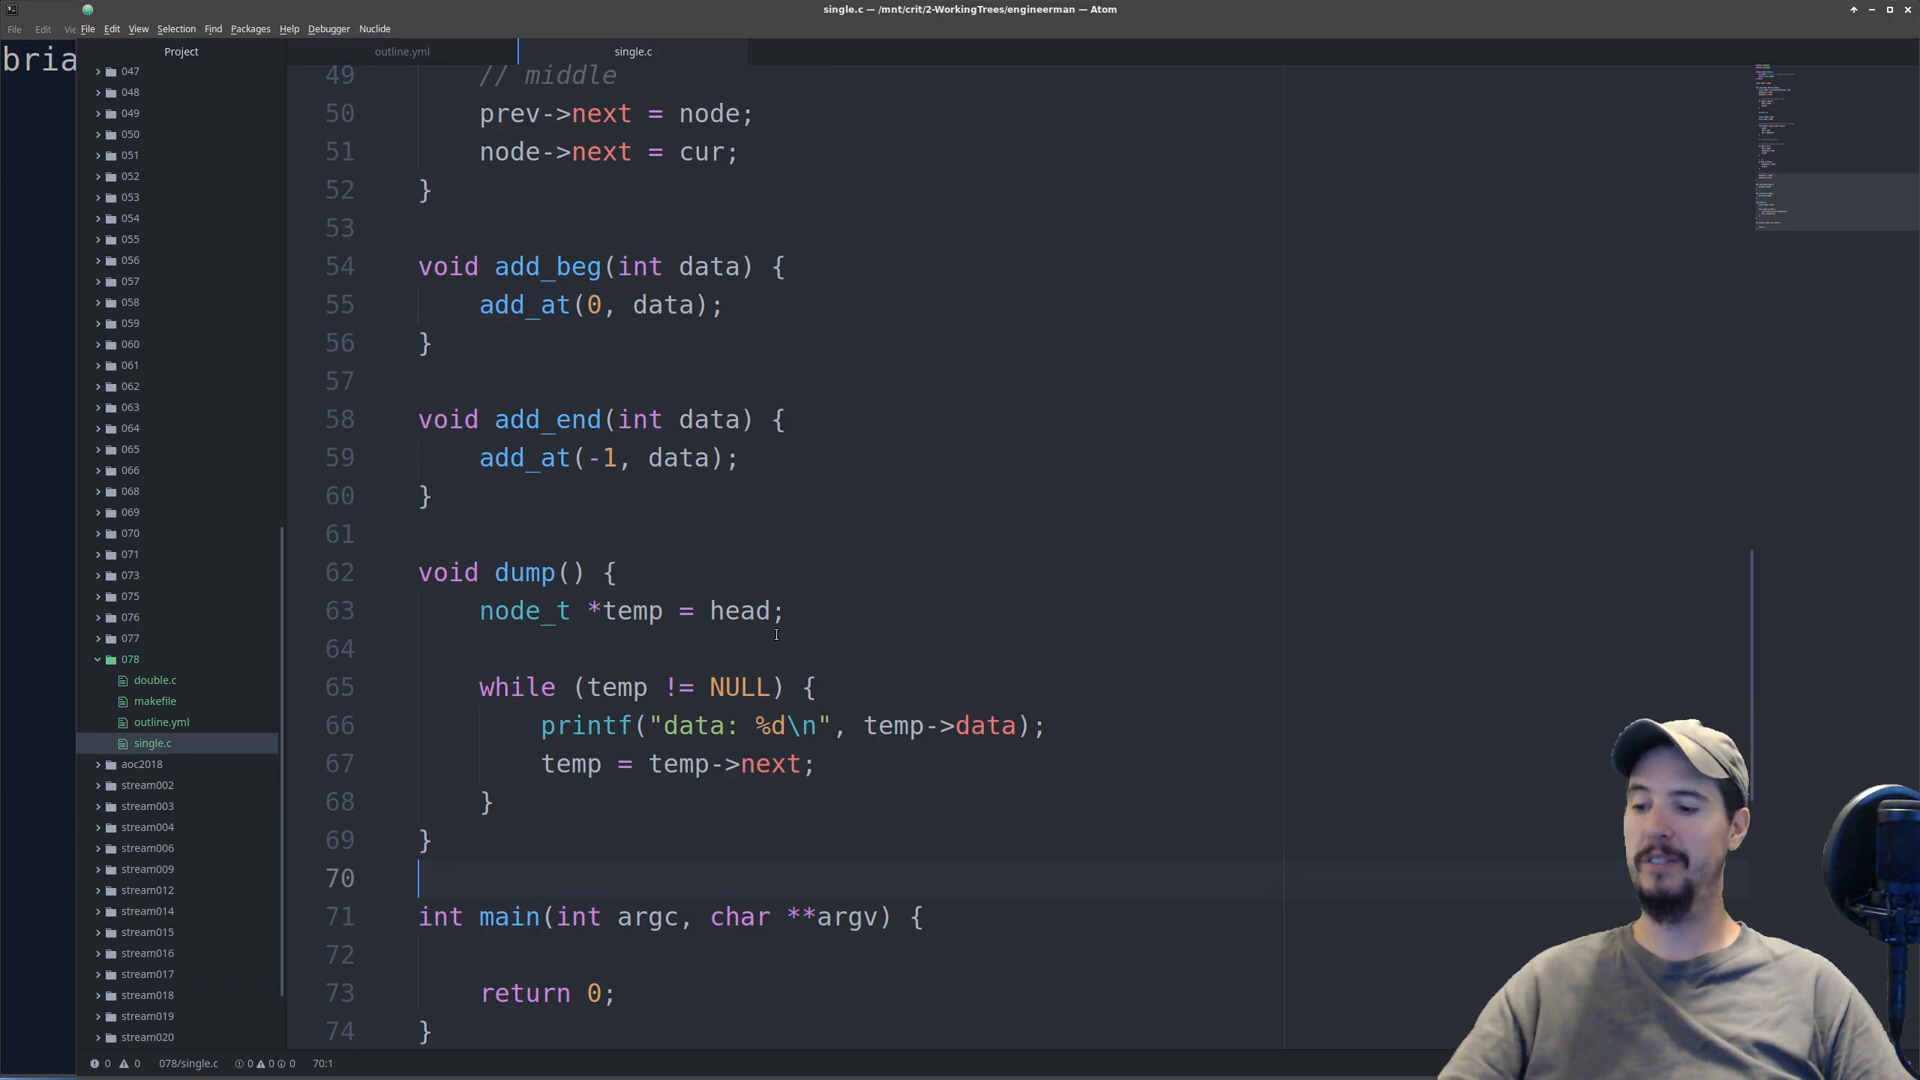 single.c — /mnt/crit/2-WorkingTrees/engineerman — Atom
File Edit
File Edit View Selection Find Packages Help Debugger Nuclide
bria
Project
outline.yml
single.c
047
048
049
050
051
052
053
054
055
056
057
058
059
060
061
062
063
064
065
066
068
069
070
071
073
075
076
077
078
double.c
makefile
outline.yml
single.c
aoc2018
stream002
stream003
stream004
stream006
stream009
stream012
stream014
stream015
stream016
stream017
stream018
stream019
stream020
49 // middle
50 prev->next = node;
51 node->next = cur;
52 }
53
54 void add_beg(int data) {
55 add_at(0, data);
56 }
57
58 void add_end(int data) {
59 add_at(-1, data);
60 }
61
62 void dump() {
63 node_t *temp = head;
64
65 while (temp != NULL) {
66 printf("data: %d\n", temp->data);
67 temp = temp->next;
68 }
69 }
70
71 int main(int argc, char **argv) {
72
73 return 0;
74 }
0 0 078/single.c 0 0 0 70:1